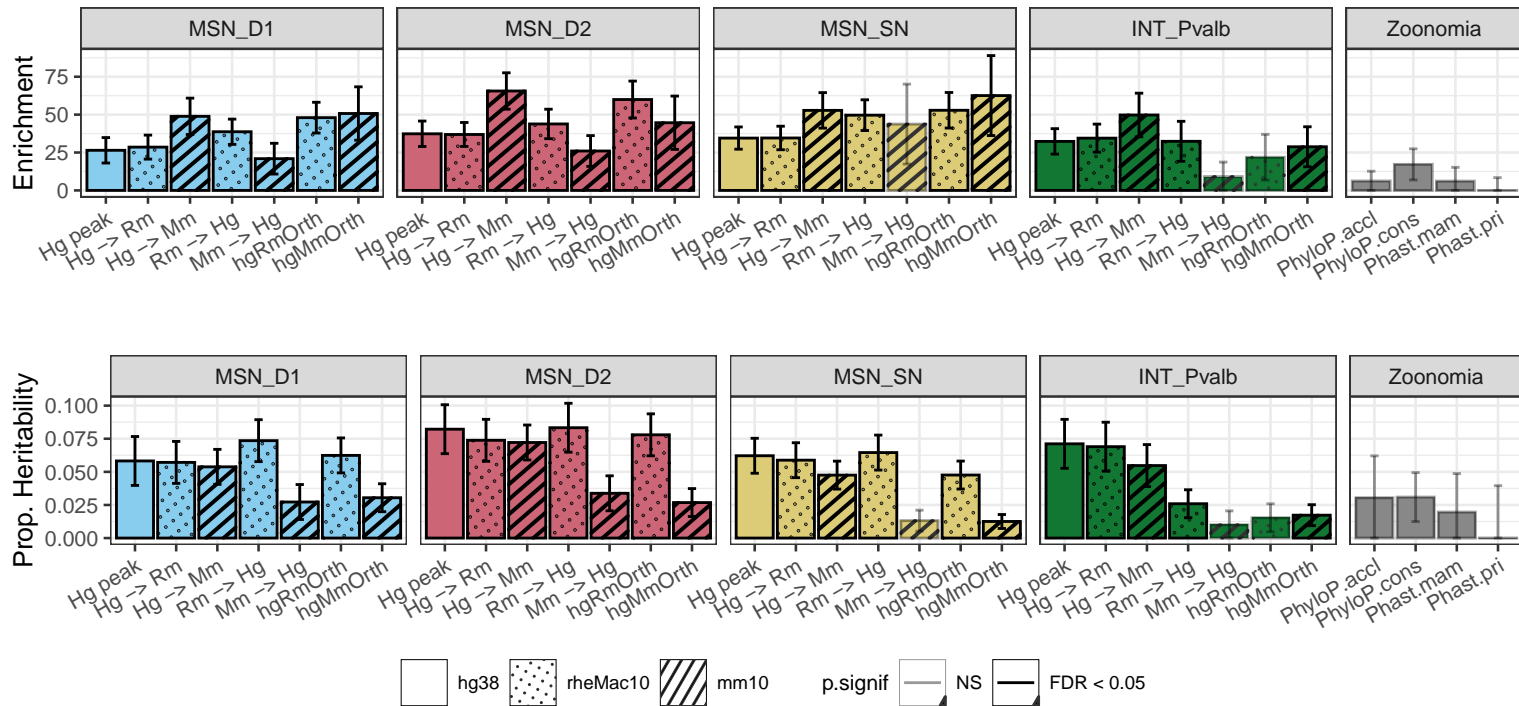 MSN_D1 MSN_D2 MSN_SN INT_Pvalb Zoonomia
Enrichment
75
50
25
0
Hg peak Hg −> Rm Hg −> Mm Rm −> Hg Mm −> Hg hgRmOrth hgMmOrth Hg peak Hg −> Rm Hg −> Mm Rm −> Hg Mm −> Hg hgRmOrth hgMmOrth Hg peak Hg −> Rm Hg −> Mm Rm −> Hg Mm −> Hg hgRmOrth hgMmOrth Hg peak Hg −> Rm Hg −> Mm Rm −> Hg Mm −> Hg hgRmOrth hgMmOrth PhyloP.accl PhyloP.cons Phast.mam Phast.pri
MSN_D1 MSN_D2 MSN_SN INT_Pvalb Zoonomia
Prop. Heritability
0.100
0.075
0.050
0.025
0.000
Hg peak Hg −> Rm Hg −> Mm Rm −> Hg Mm −> Hg hgRmOrth hgMmOrth Hg peak Hg −> Rm Hg −> Mm Rm −> Hg Mm −> Hg hgRmOrth hgMmOrth Hg peak Hg −> Rm Hg −> Mm Rm −> Hg Mm −> Hg hgRmOrth hgMmOrth Hg peak Hg −> Rm Hg −> Mm Rm −> Hg Mm −> Hg hgRmOrth hgMmOrth PhyloP.accl PhyloP.cons Phast.mam Phast.pri
hg38 rheMac10 mm10 p.signif NS FDR < 0.05